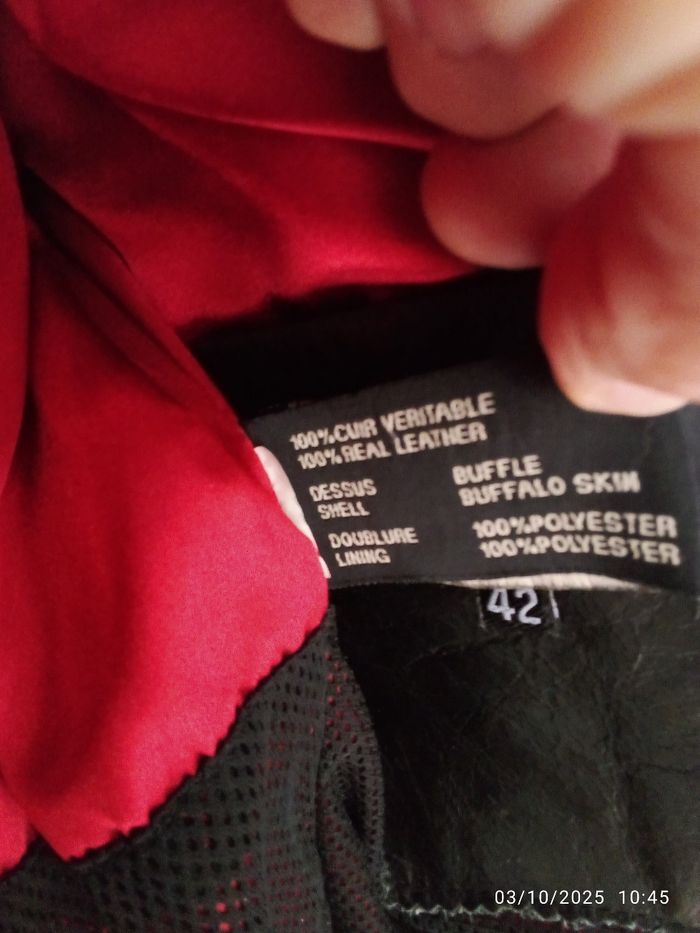 100%CUIR VERITABLE
100%REAL LEATHER
DESSUS BUFFLE
SHELL BUFFALO SKIN
DOUBLURE 100%POLYESTER
LINING 100%POLYESTER
42
03/10/2025 10:45